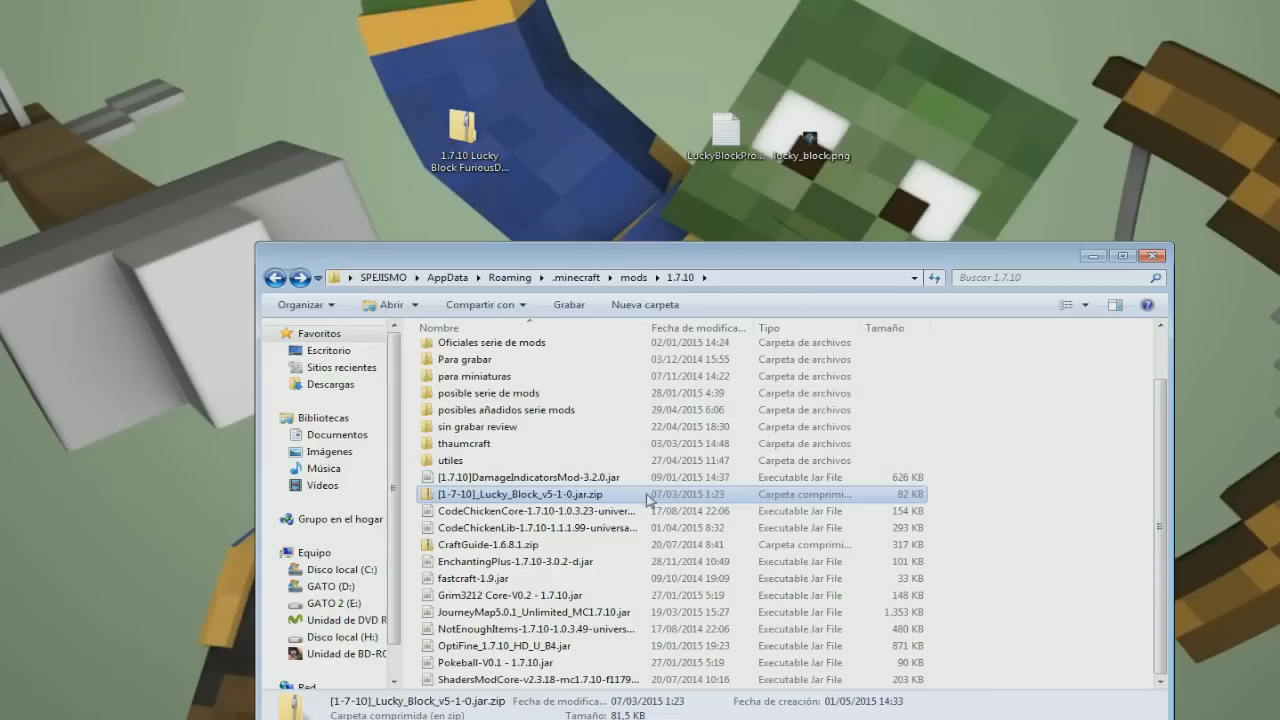 1.7.10 Lucky
Block FuriousD...
LuckyBlockPro...
lucky_block.png
SPEJISMO AppData Roaming .minecraft mods 1.7.10
Buscar 1.7.10
Organizar Abrir Compartir con Grabar Nueva carpeta
Favoritos
Escritorio
Sitios recientes
Descargas
Bibliotecas
Documentos
Imágenes
Música
Vídeos
Grupo en el hogar
Equipo
Disco local (C:)
GATO (D:)
GATO 2 (E:)
Unidad de DVD R
Disco local (H:)
Unidad de BD-RO
Red
Nombre Fecha de modifica... Tipo Tamaño
Oficiales serie de mods 02/01/2015 14:24 Carpeta de archivos
Para grabar 03/12/2014 15:55 Carpeta de archivos
para miniaturas 07/11/2014 14:22 Carpeta de archivos
posible serie de mods 28/01/2015 4:39 Carpeta de archivos
posibles añadidos serie mods 29/04/2015 6:06 Carpeta de archivos
sin grabar review 22/04/2015 18:30 Carpeta de archivos
thaumcraft 03/03/2015 14:48 Carpeta de archivos
utiles 27/04/2015 11:47 Carpeta de archivos
[1.7.10]DamageIndicatorsMod-3.2.0.jar 09/01/2015 14:37 Executable Jar File 626 KB
[1-7-10]_Lucky_Block_v5-1-0.jar.zip 07/03/2015 1:23 Carpeta comprimi... 82 KB
CodeChickenCore-1.7.10-1.0.3.23-univer... 17/08/2014 22:06 Executable Jar File 154 KB
CodeChickenLib-1.7.10-1.1.1.99-universa... 01/04/2015 8:32 Executable Jar File 293 KB
CraftGuide-1.6.8.1.zip 20/07/2014 8:41 Carpeta comprimi... 317 KB
EnchantingPlus-1.7.10-3.0.2-d.jar 28/11/2014 10:49 Executable Jar File 101 KB
fastcraft-1.9.jar 09/10/2014 19:09 Executable Jar File 33 KB
Grim3212 Core-V0.2 - 1.7.10.jar 27/01/2015 5:19 Executable Jar File 148 KB
JourneyMap5.0.1_Unlimited_MC1.7.10.jar 19/03/2015 15:27 Executable Jar File 1.353 KB
NotEnoughItems-1.7.10-1.0.3.49-univers... 17/08/2014 22:06 Executable Jar File 480 KB
OptiFine_1.7.10_HD_U_B4.jar 19/01/2015 19:23 Executable Jar File 871 KB
Pokeball-V0.1 - 1.7.10.jar 27/01/2015 5:19 Executable Jar File 90 KB
ShadersModCore-v2.3.18-mc1.7.10-f1179... 20/07/2014 10:16 Executable Jar File 203 KB
[1-7-10]_Lucky_Block_v5-1-0.jar.zip Fecha de modifica... 07/03/2015 1:23 Fecha de creación: 01/05/2015 14:33
Carpeta comprimida (en zip) Tamaño: 81,5 KB